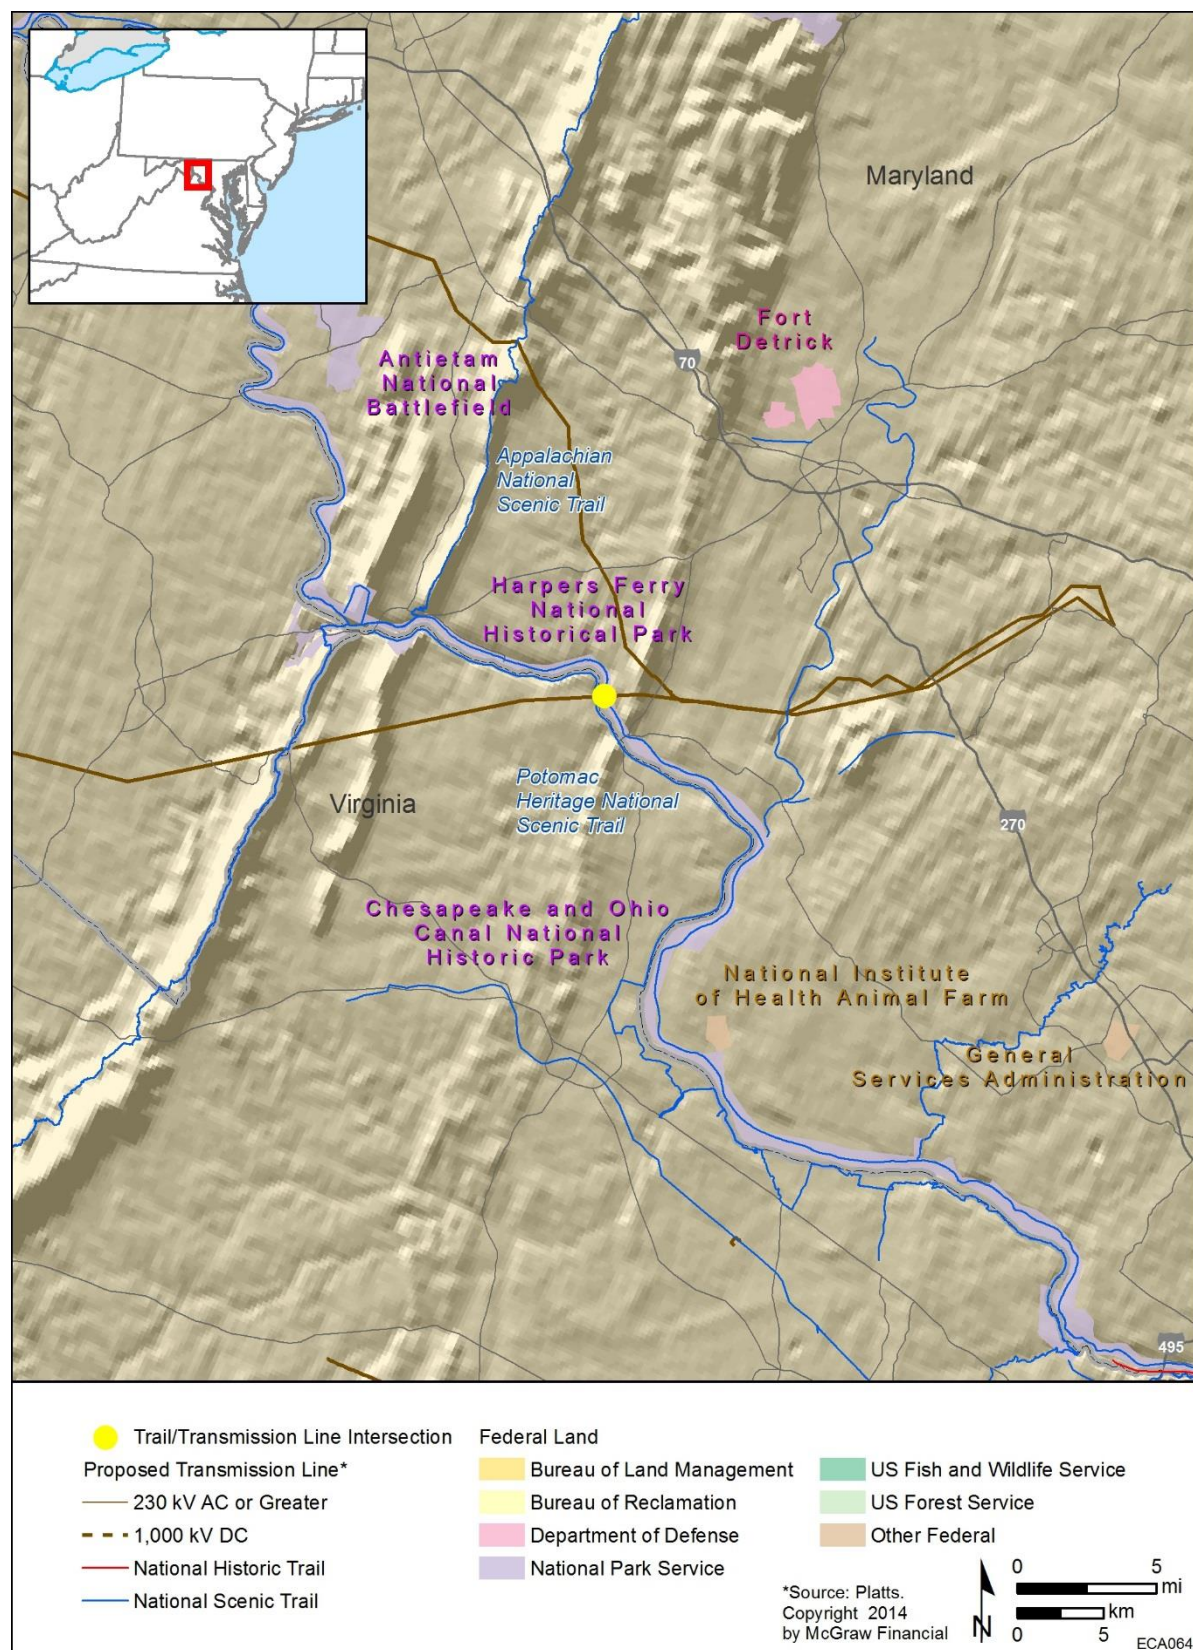 Maryland
Fort
Detrick
70
Antietam
National
Battlefield
Appalachian
National
Scenic Trail
Harpers Ferry
National
Historical Park
Potomac
Heritage National
Scenic Trail
Virginia
270
Chesapeake and Ohio
Canal National
Historic Park
National Institute
of Health Animal Farm
General
Services Administration
495
Trail/Transmission Line Intersection
Proposed Transmission Line*
230 kV AC or Greater
1,000 kV DC
National Historic Trail
National Scenic Trail
Federal Land
Bureau of Land Management
Bureau of Reclamation
Department of Defense
National Park Service
US Fish and Wildlife Service
US Forest Service
Other Federal
*Source: Platts.
Copyright 2014
by McGraw Financial
N
0 5
mi
km
0 5
ECA064